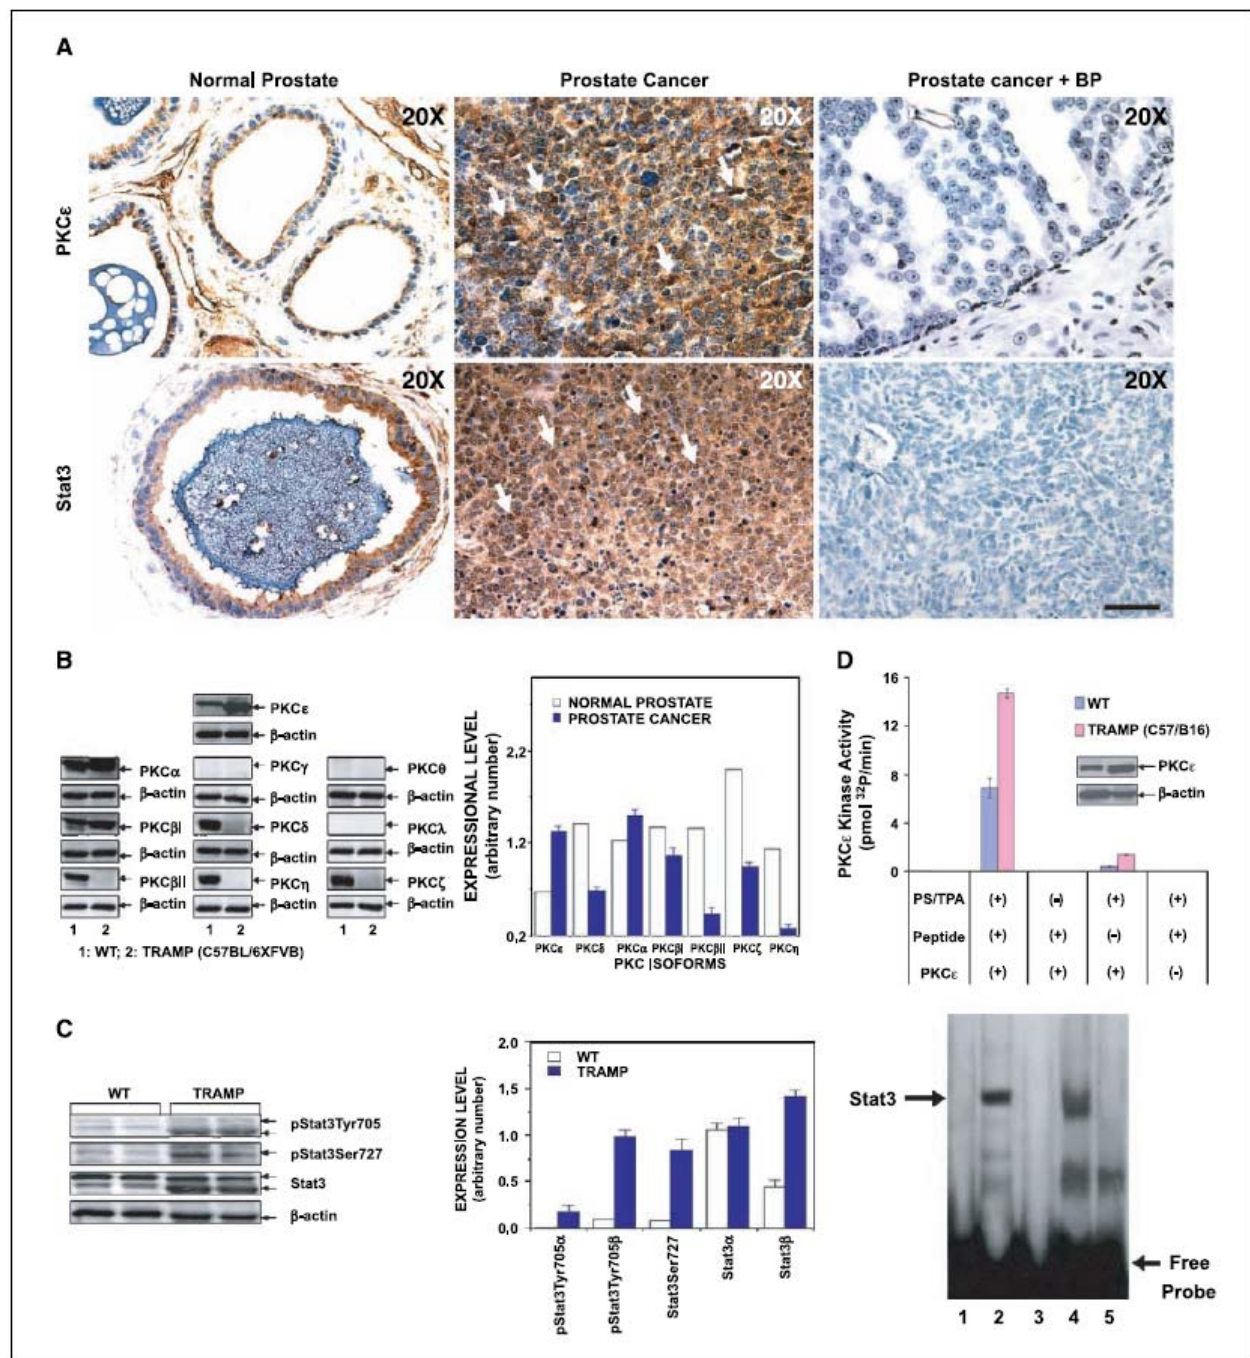 A
Normal Prostate
Prostate Cancer
Prostate cancer + BP
PKCε
20X
20X
20X
Stat3
20X
20X
20X
B
PKCε
β-actin
PKCα
PKCγ
PKCθ
β-actin
β-actin
β-actin
PKCβI
PKCδ
PKCλ
β-actin
β-actin
β-actin
PKCβII
PKCη
PKCζ
β-actin
β-actin
β-actin
1 2
1 2
1 2
1: WT; 2: TRAMP (C57BL/6XFVB)
EXPRESSIONAL LEVEL
(arbitrary number)
NORMAL PROSTATE
PROSTATE CANCER
2,2
1,2
0,2
PKCε PKCδ PKCα PKCβI PKCβII PKCζ PKCη
PKC ISOFORMS
D
PKCε Kinase Activity
(pmol ³²P/min)
16
12
8
4
0
WT
TRAMP (C57/B16)
PKCε
β-actin
PS/TPA (+) (-) (+) (+)
Peptide (+) (+) (-) (+)
PKCε (+) (+) (+) (-)
C
WT TRAMP
pStat3Tyr705
pStat3Ser727
Stat3
β-actin
EXPRESSION LEVEL
(arbitrary number)
2.0
1.5
1.0
0.5
0,0
WT
TRAMP
pStat3Tyr705α
pStat3Tyr705β
Stat3Ser727
Stat3α
Stat3β
Stat3
Free
Probe
1 2 3 4 5